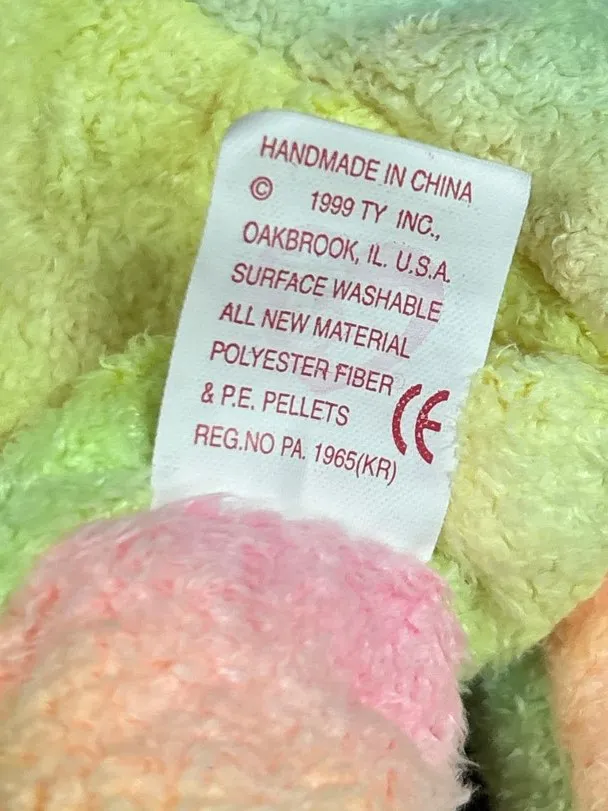 HANDMADE IN CHINA
© 1999 TY INC.,
OAKBROOK, IL. U.S.A.
SURFACE WASHABLE
ALL NEW MATERIAL
POLYESTER FIBER
& P.E. PELLETS CE
REG.NO PA. 1965(KR)